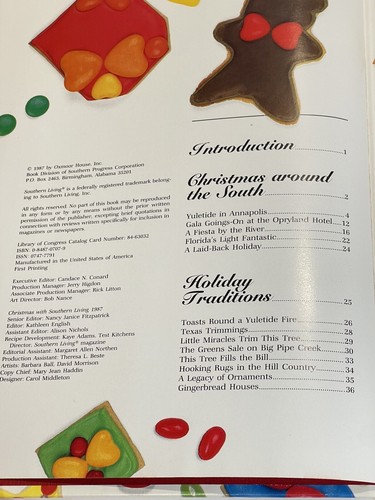 © 1987 by Oxmoor House, Inc.
Book Division of Southern Progress Corporation
P.O. Box 2463, Birmingham, Alabama 35201
Southern Living® is a federally registered trademark belong-
ing to Southern Living, Inc.
All rights reserved. No part of this book may be reproduced
in any form or by any means without the prior written
permission of the publisher, excepting brief quotations in
connection with reviews written specifically for inclusion in
magazines or newspapers.
Library of Congress Catalog Card Number: 84-63032
ISBN: 0-8487-0707-9
ISSN: 0747-7791
Manufactured in the United States of America
First Printing
Executive Editor: Candace N. Conard
Production Manager: Jerry Higdon
Associate Production Manager: Rick Litton
Art Director: Bob Nance
Christmas with Southern Living 1987
Senior Editor: Nancy Janice Fitzpatrick
Editor: Kathleen English
Assistant Editor: Alison Nichols
Recipe Development: Kaye Adams, Test Kitchens
Director, Southern Living® magazine
Editorial Assistant: Margaret Allen Northen
Production Assistant: Theresa L. Beste
Artists: Barbara Ball, David Morrison
Copy Chief: Mary Jean Haddin
Designer: Carol Middleton
Introduction 1
Christmas around
the South 2
Yuletide in Annapolis 4
Gala Goings-On at the Opryland Hotel 12
A Fiesta by the River 16
Florida's Light Fantastic 22
A Laid-Back Holiday 24
Holiday
Traditions 25
Toasts Round a Yuletide Fire 26
Texas Trimmings 28
Little Miracles Trim This Tree 29
The Greens Sale on Big Pipe Creek 30
This Tree Fills the Bill 33
Hooking Rugs in the Hill Country 34
A Legacy of Ornaments 35
Gingerbread Houses 36